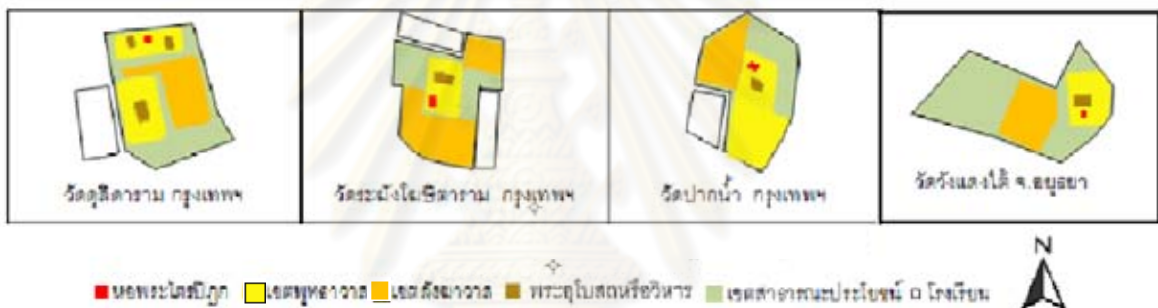 วัดดุสิดาราม กรุงเทพฯ
วัดระฆังโฆษิตาราม กรุงเทพฯ
วัดปากน้ำ กรุงเทพฯ
วัดวังแดงใต้ จ.อยุธยา
N
หอพระไตรปิฎก เขตพุทธาวาส เขตสังฆาวาส พระอุโบสถหรือวิหาร เขตสาธารณะประโยชน์ โรงเรียน